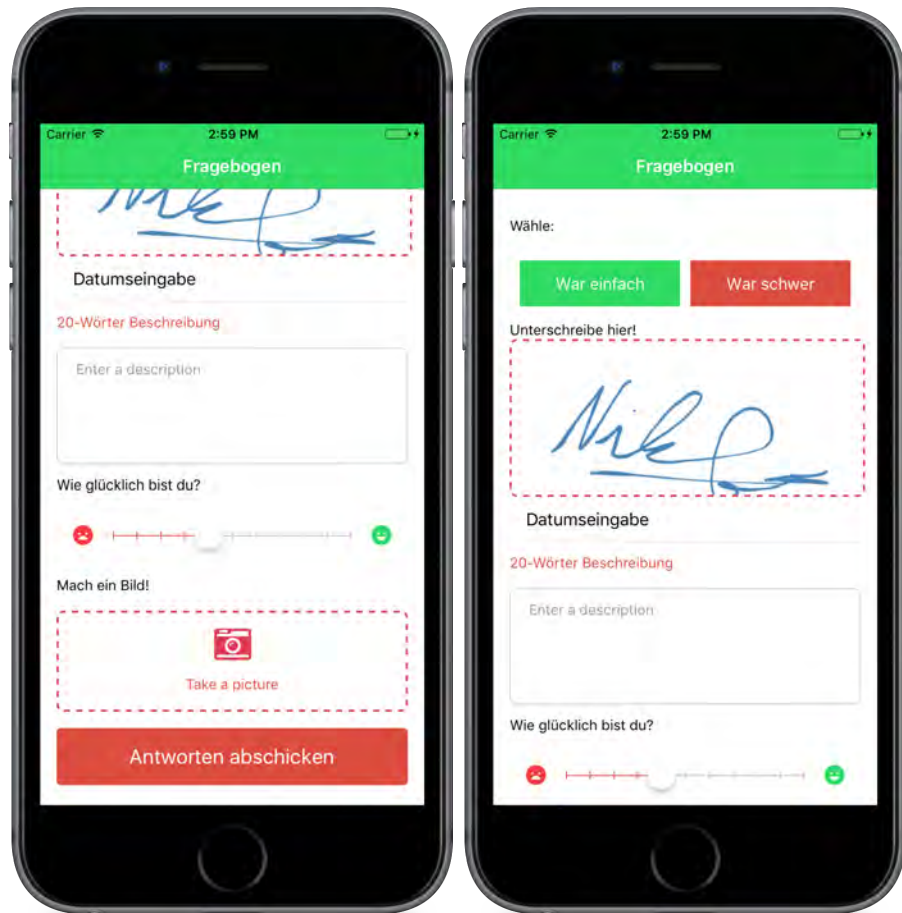 Carrier 2:59 PM
Fragebogen
Datumseingabe
20-Wörter Beschreibung
Enter a description
Wie glücklich bist du?
Mach ein Bild!
Take a picture
Antworten abschicken
Carrier 2:59 PM
Fragebogen
Wähle:
War einfach War schwer
Unterschreibe hier!
Datumseingabe
20-Wörter Beschreibung
Enter a description
Wie glücklich bist du?